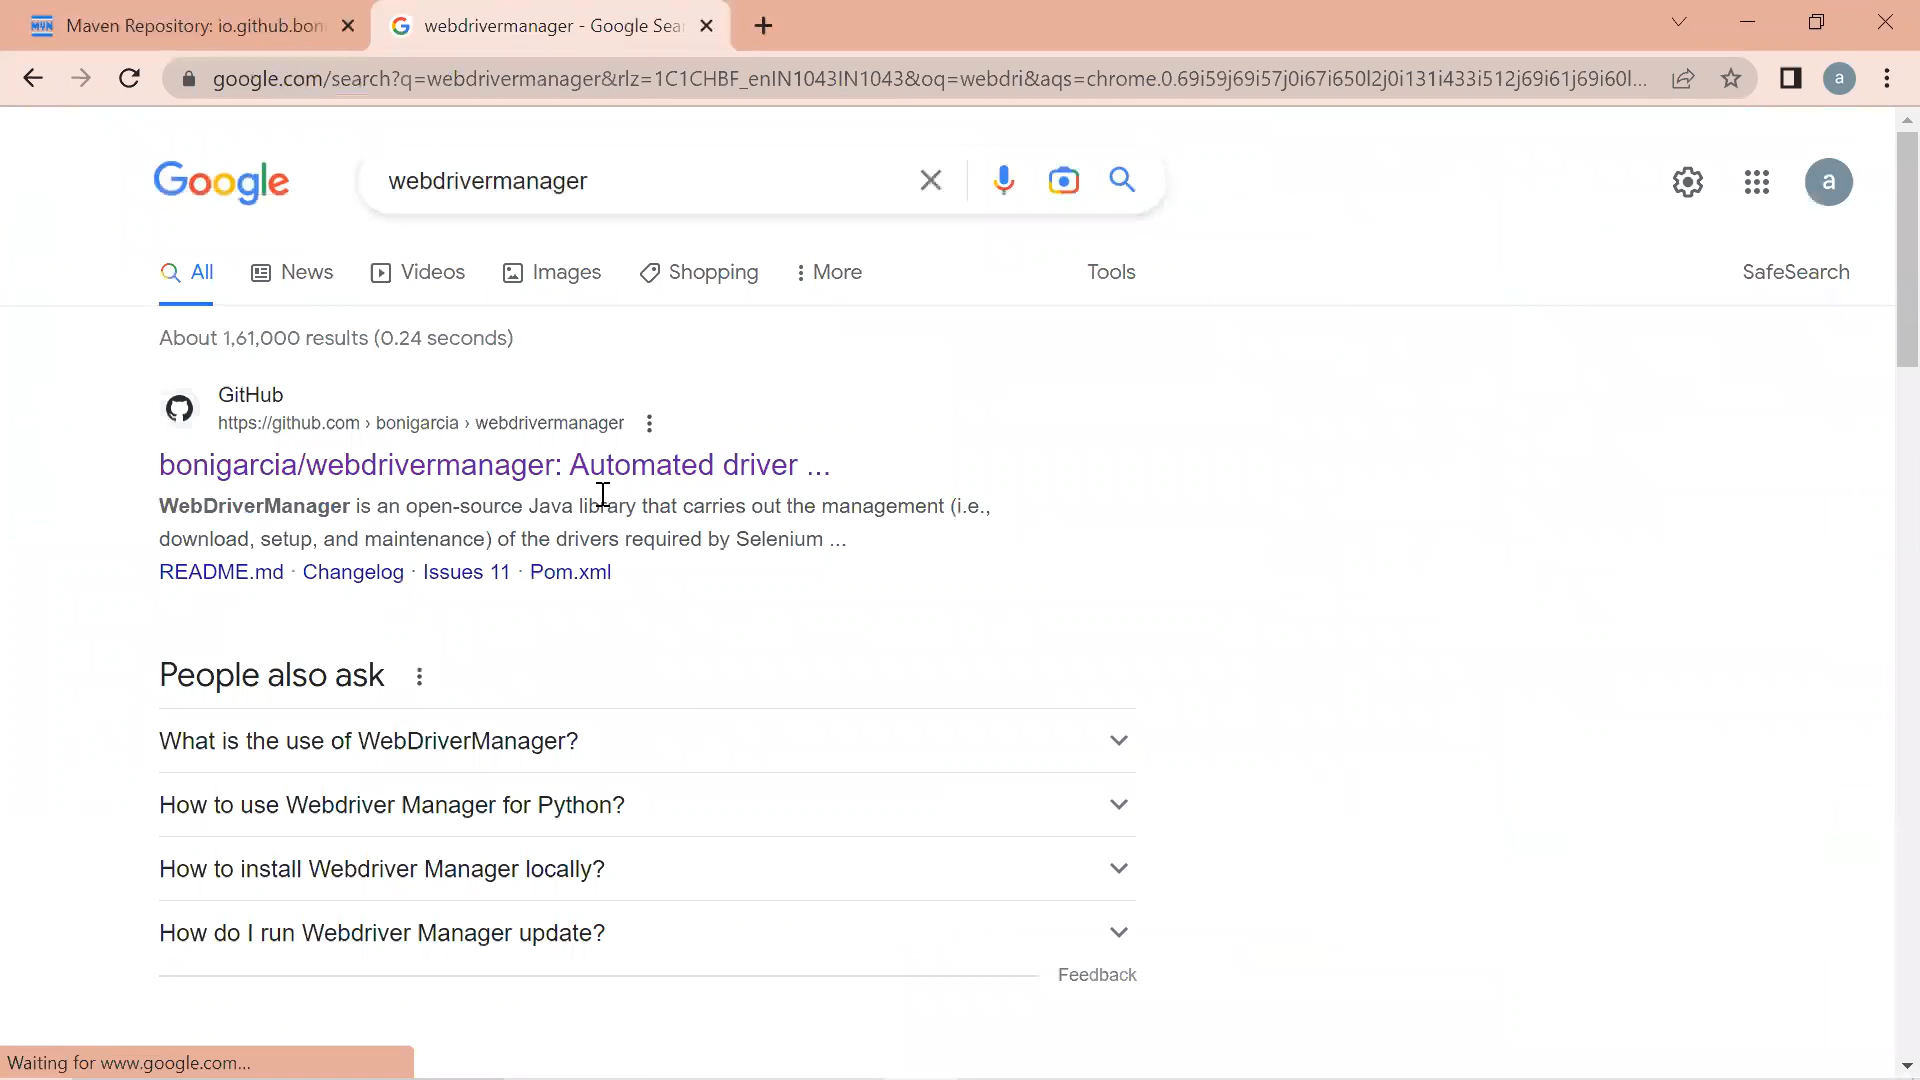 Maven Repository: io.github.bon
webdrivermanager - Google Sear
google.com/search?q=webdrivermanager&rlz=1C1CHBF_enIN1043IN1043&oq=webdri&aqs=chrome.0.69i59j69i57j0i67i650l2j0i131i433i512j69i61j69i60l...
a
Google
webdrivermanager
a
All
News
Videos
Images
Shopping
More
Tools
SafeSearch
About 1,61,000 results (0.24 seconds)
GitHub
https://github.com › bonigarcia › webdrivermanager
bonigarcia/webdrivermanager: Automated driver ...
WebDriverManager is an open-source Java library that carries out the management (i.e.,
download, setup, and maintenance) of the drivers required by Selenium ...
README.md · Changelog · Issues 11 · Pom.xml
People also ask
What is the use of WebDriverManager?
How to use Webdriver Manager for Python?
How to install Webdriver Manager locally?
How do I run Webdriver Manager update?
Feedback
Waiting for www.google.com...